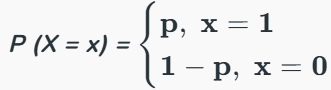 P (X = x) = { p, x = 1
1 − p, x = 0